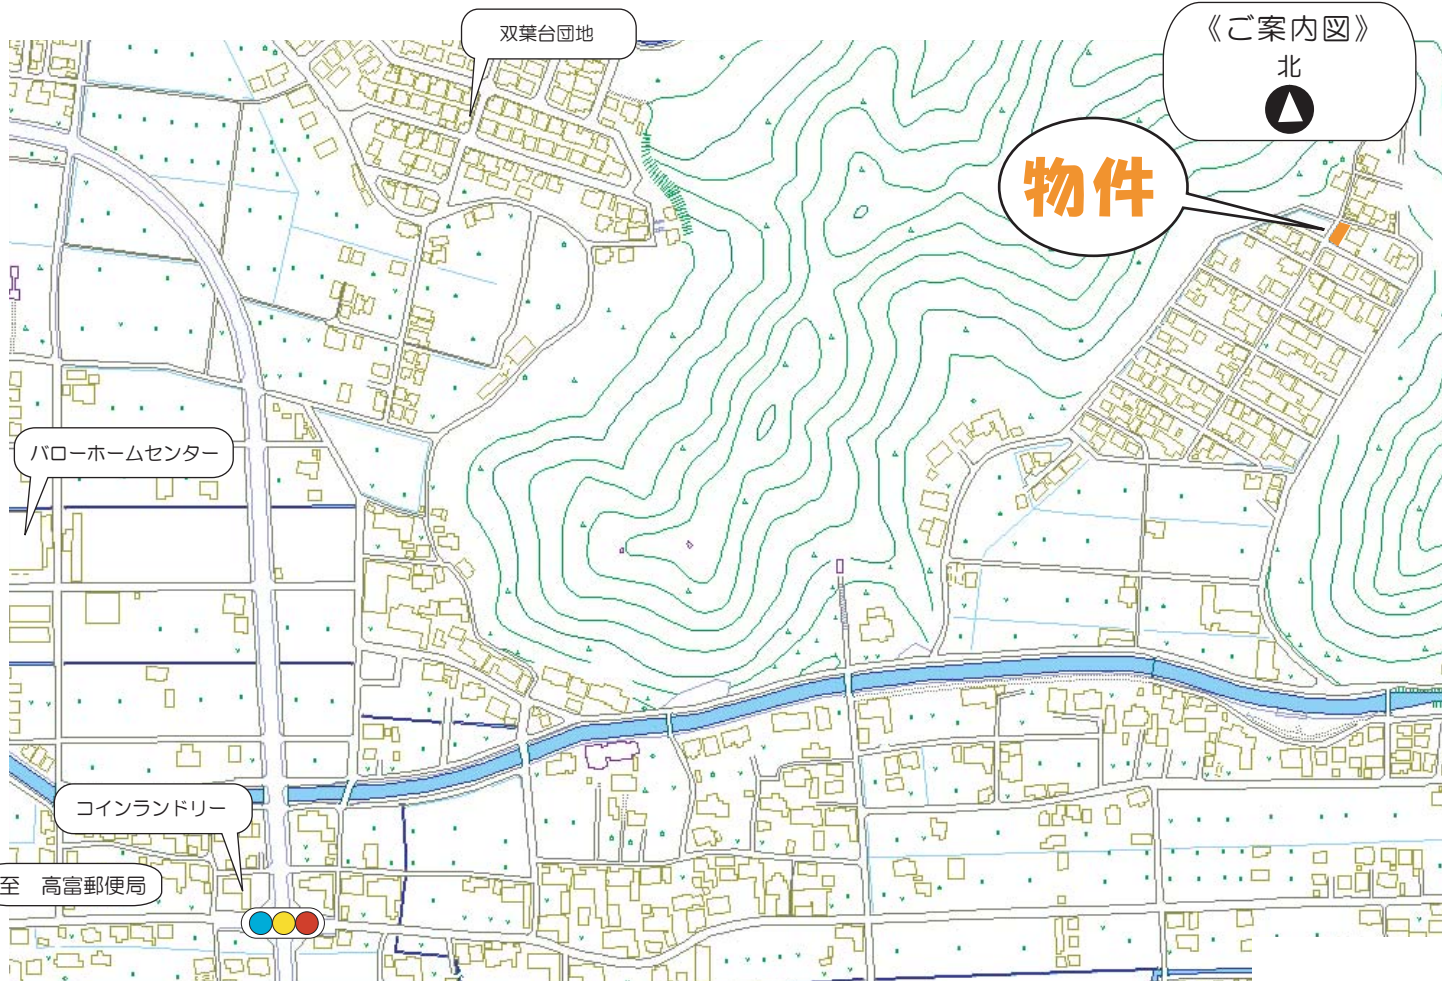 双葉台団地
《ご案内図》
北
物件
バローホームセンター
コインランドリー
至　高富郵便局